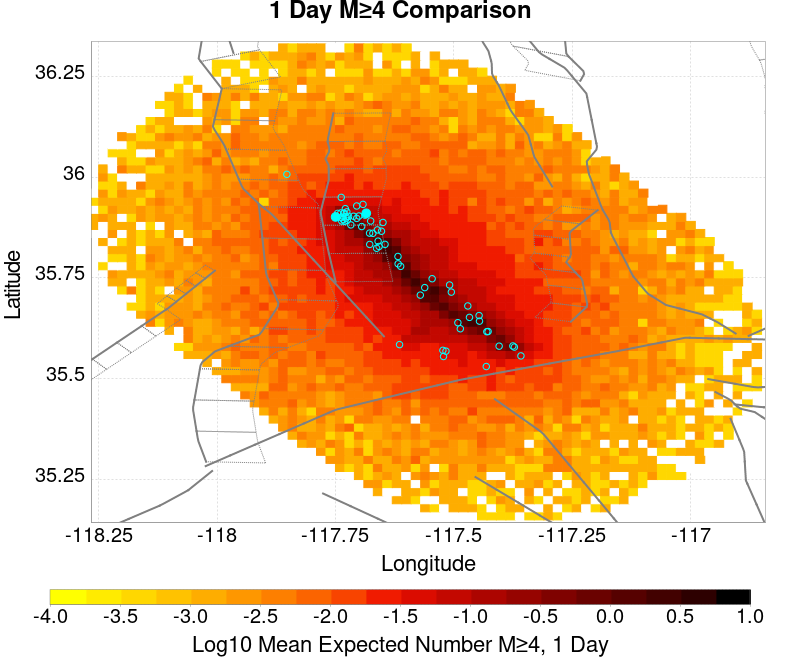 1 Day M≥4 Comparison
36.25
36
35.75
35.5
35.25
Latitude
-118.25 -118 -117.75 -117.5 -117.25 -117
Longitude
-4.0 -3.5 -3.0 -2.5 -2.0 -1.5 -1.0 -0.5 0.0 0.5 1.0
Log10 Mean Expected Number M≥4, 1 Day